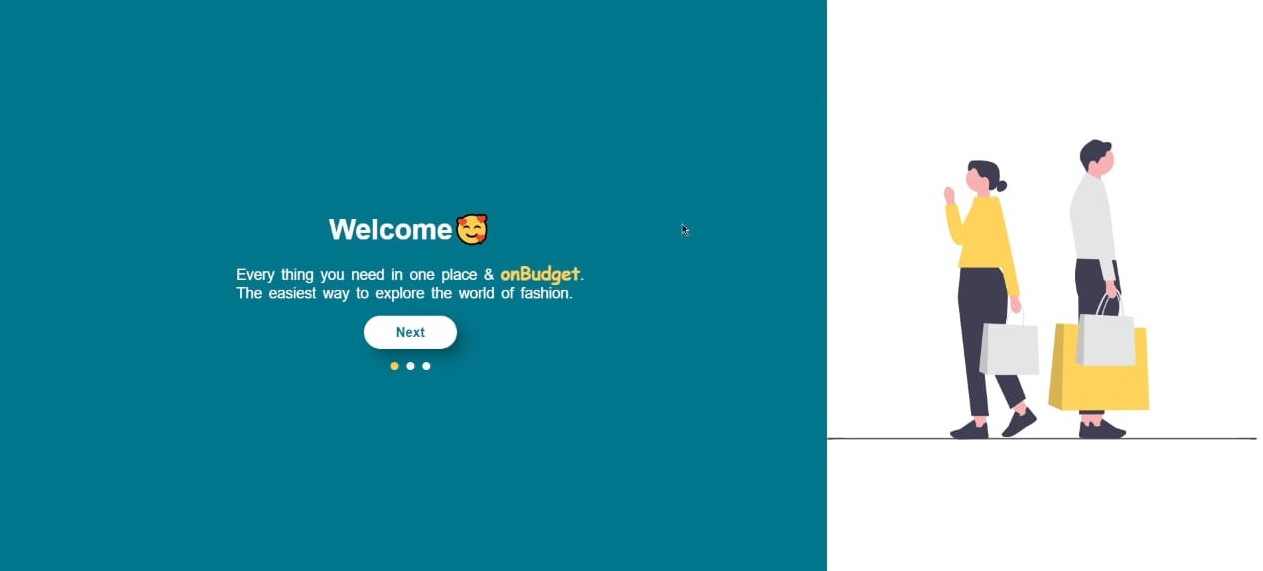 Welcome🥰
Every thing you need in one place & onBudget.
The easiest way to explore the world of fashion.
Next